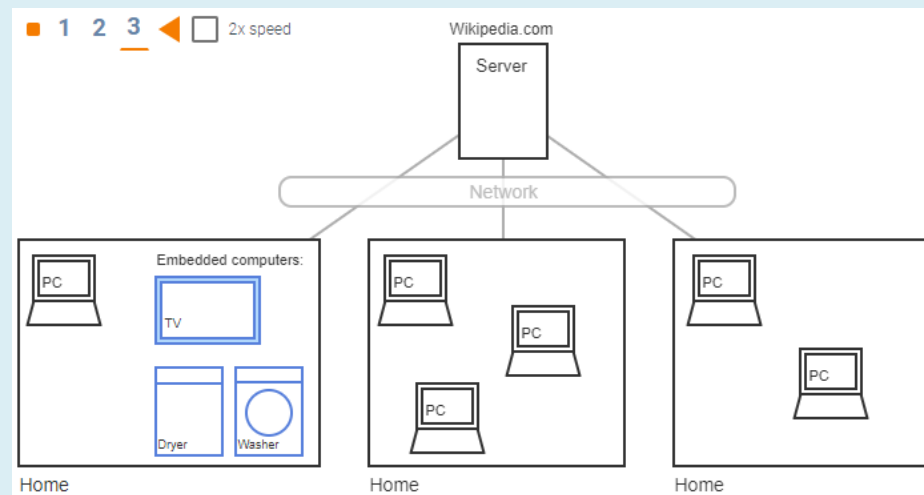 1 2 3 2x speed
Wikipedia.com
Server
Network
PC
Embedded computers:
TV
Dryer
Washer
Home
PC
PC
PC
Home
PC
PC
Home